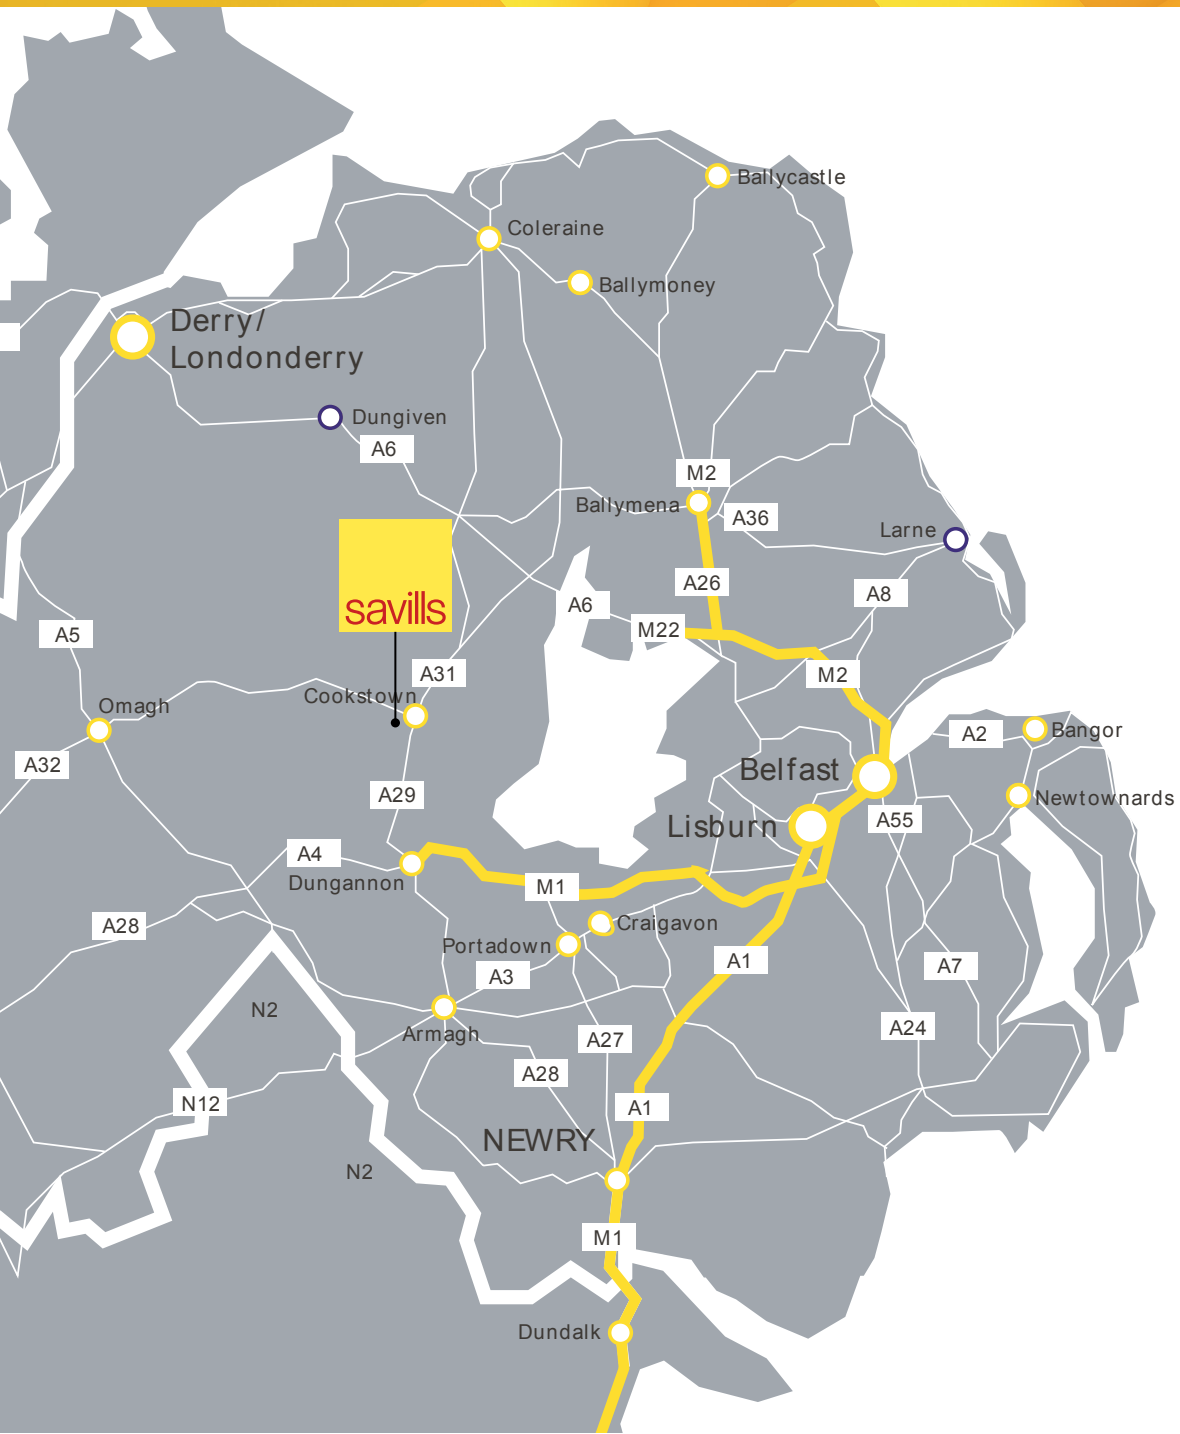 Ballycastle
Coleraine
Ballymoney
Derry/
Londonderry
Dungiven
A6
M2
Ballymena
A36
Larne
A26
A8
savills
A6
M22
A5
A31
M2
Cookstown
Omagh
A2
Bangor
A32
Belfast
A29
Newtownards
Lisburn
A55
A4
Dungannon
M1
A28
Craigavon
Portadown
A1
A7
A3
N2
Armagh
A27
A24
A28
N12
A1
NEWRY
N2
M1
Dundalk